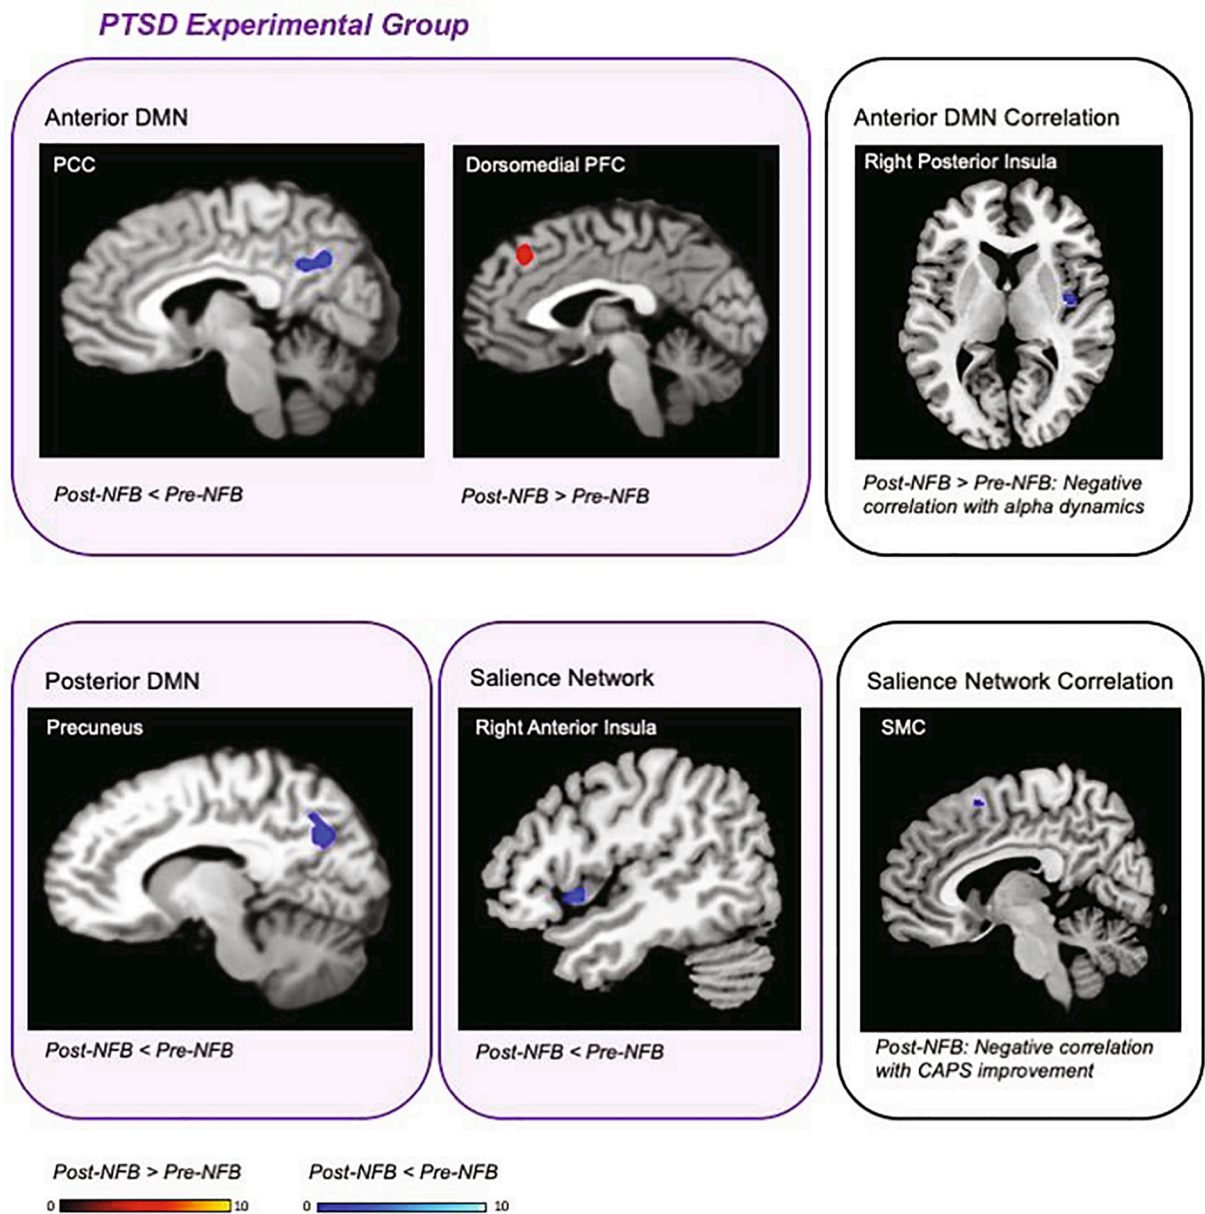 PTSD Experimental Group
Anterior DMN
PCC
Dorsomedial PFC
Post-NFB < Pre-NFB
Post-NFB > Pre-NFB
Anterior DMN Correlation
Right Posterior Insula
Post-NFB > Pre-NFB: Negative
correlation with alpha dynamics
Posterior DMN
Precuneus
Post-NFB < Pre-NFB
Salience Network
Right Anterior Insula
Post-NFB < Pre-NFB
Salience Network Correlation
SMC
Post-NFB: Negative correlation
with CAPS improvement
Post-NFB > Pre-NFB
0 10
Post-NFB < Pre-NFB
0 10